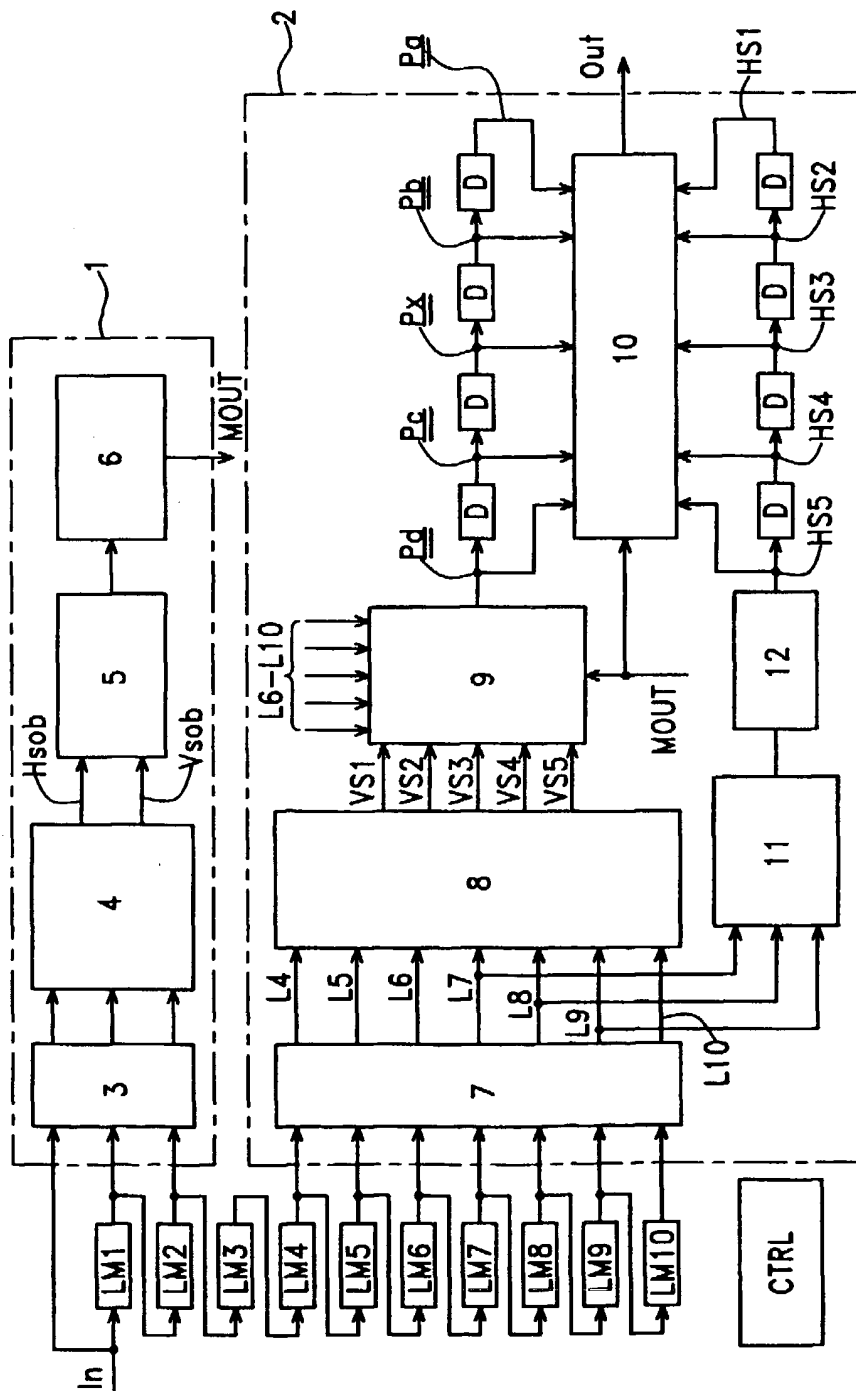 In
LM1
LM2
LM3
LM4
LM5
LM6
LM7
LM8
LM9
LM10
CTRL
1
3
4
Hsob
Vsob
5
6
MOUT
2
7
L4
L5
L6
L7
L8
L9
L10
8
VS1
VS2
VS3
VS4
VS5
L6-L10
9
MOUT
11
12
Pd
Pc
Px
Pb
Pa
D
D
D
D
10
Out
D
D
D
D
HS5
HS4
HS3
HS2
HS1